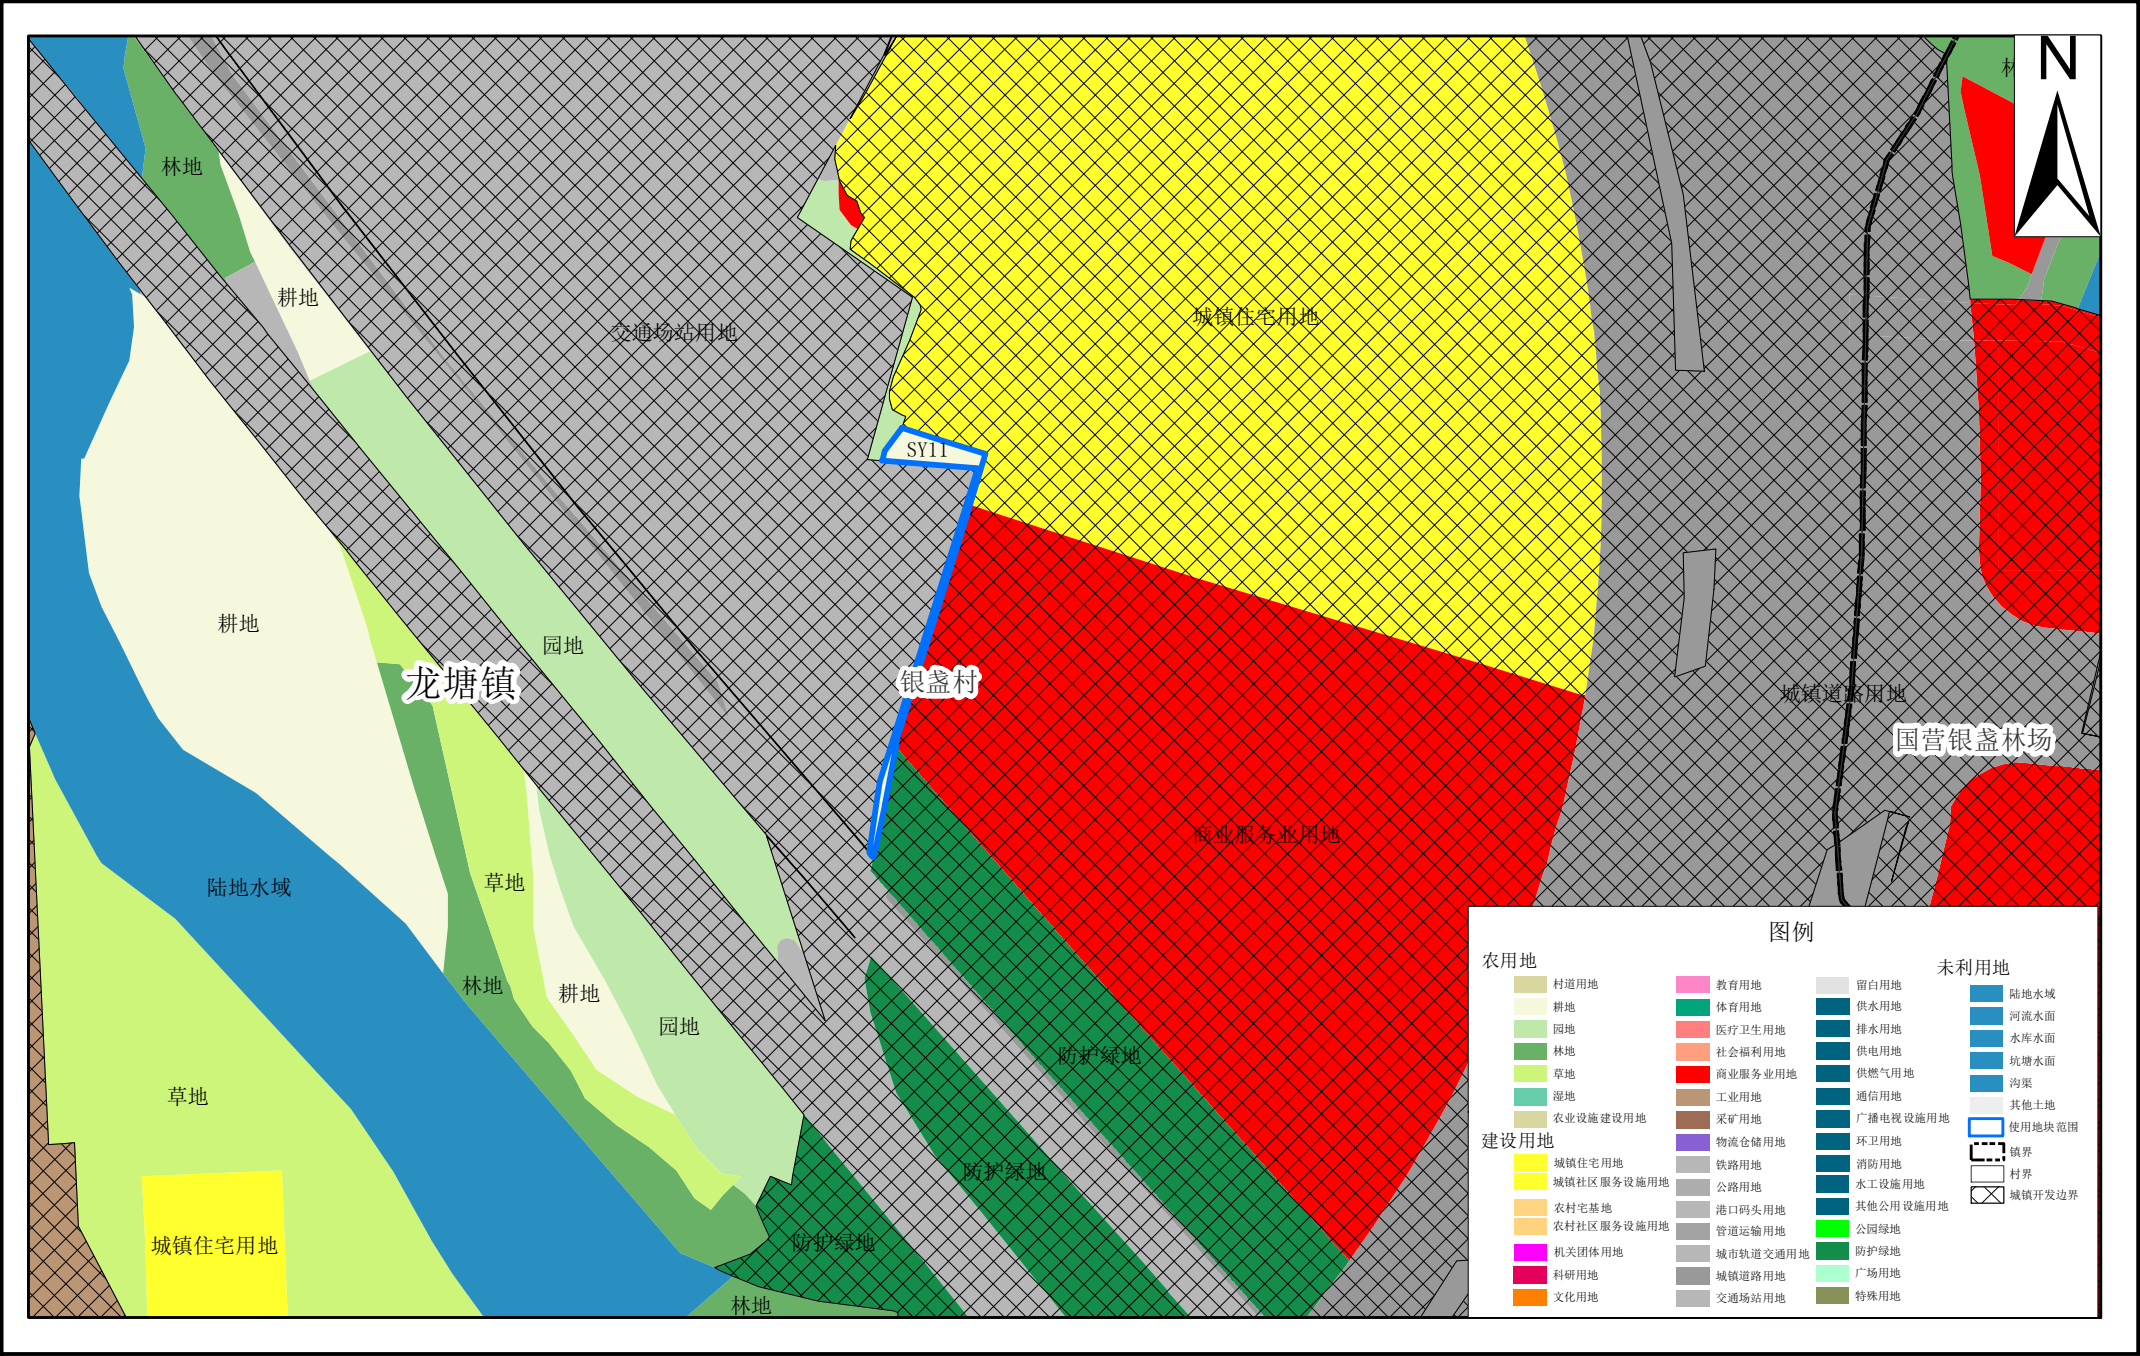 N
林
林地
耕地
交通场站用地
城镇住宅用地
SY11
耕地
园地
龙塘镇
银盏村
城镇道路用地
国营银盏林场
商业服务业用地
陆地水域
草地
林地
耕地
园地
防护绿地
草地
防护绿地
城镇住宅用地
防护绿地
林地
图例
农用地
村道用地
耕地
园地
林地
草地
湿地
农业设施建设用地
建设用地
城镇住宅用地
城镇社区服务设施用地
农村宅基地
农村社区服务设施用地
机关团体用地
科研用地
文化用地
教育用地
体育用地
医疗卫生用地
社会福利用地
商业服务业用地
工业用地
采矿用地
物流仓储用地
铁路用地
公路用地
港口码头用地
管道运输用地
城市轨道交通用地
城镇道路用地
交通场站用地
留白用地
供水用地
排水用地
供电用地
供燃气用地
通信用地
广播电视设施用地
环卫用地
消防用地
水工设施用地
其他公用设施用地
公园绿地
防护绿地
广场用地
特殊用地
未利用地
陆地水域
河流水面
水库水面
坑塘水面
沟渠
其他土地
使用地块范围
镇界
村界
城镇开发边界